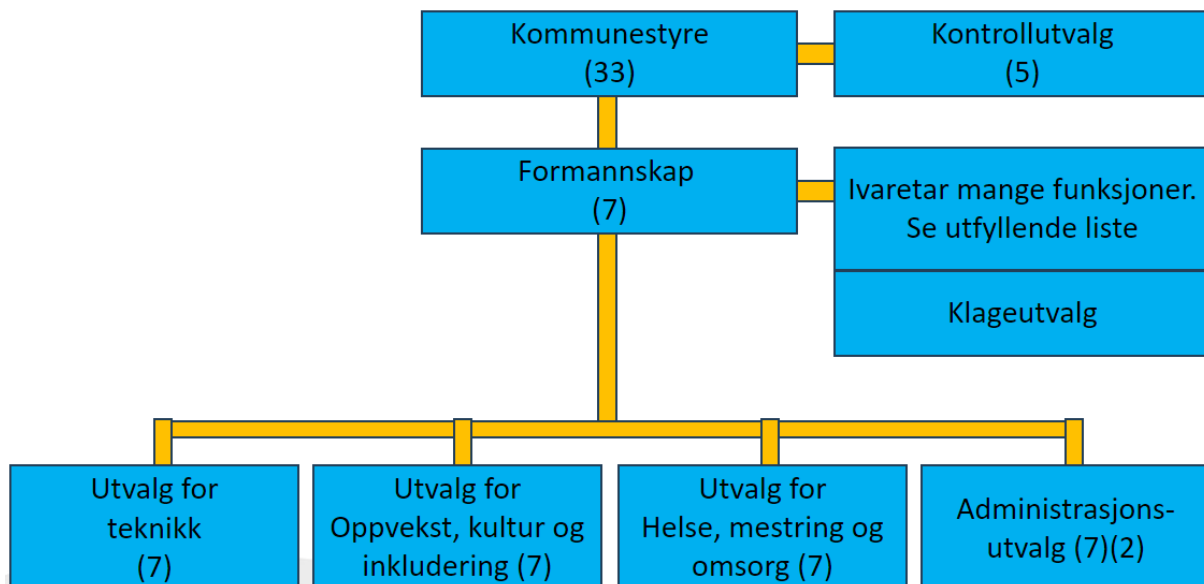 Kommunestyre
(33)
Kontrollutvalg
(5)
Formannskap
(7)
Ivaretar mange funksjoner.
Se utfyllende liste
Klageutvalg
Utvalg for
teknikk
(7)
Utvalg for
Oppvekst, kultur og
inkludering (7)
Utvalg for
Helse, mestring og
omsorg (7)
Administrasjons-
utvalg (7)(2)